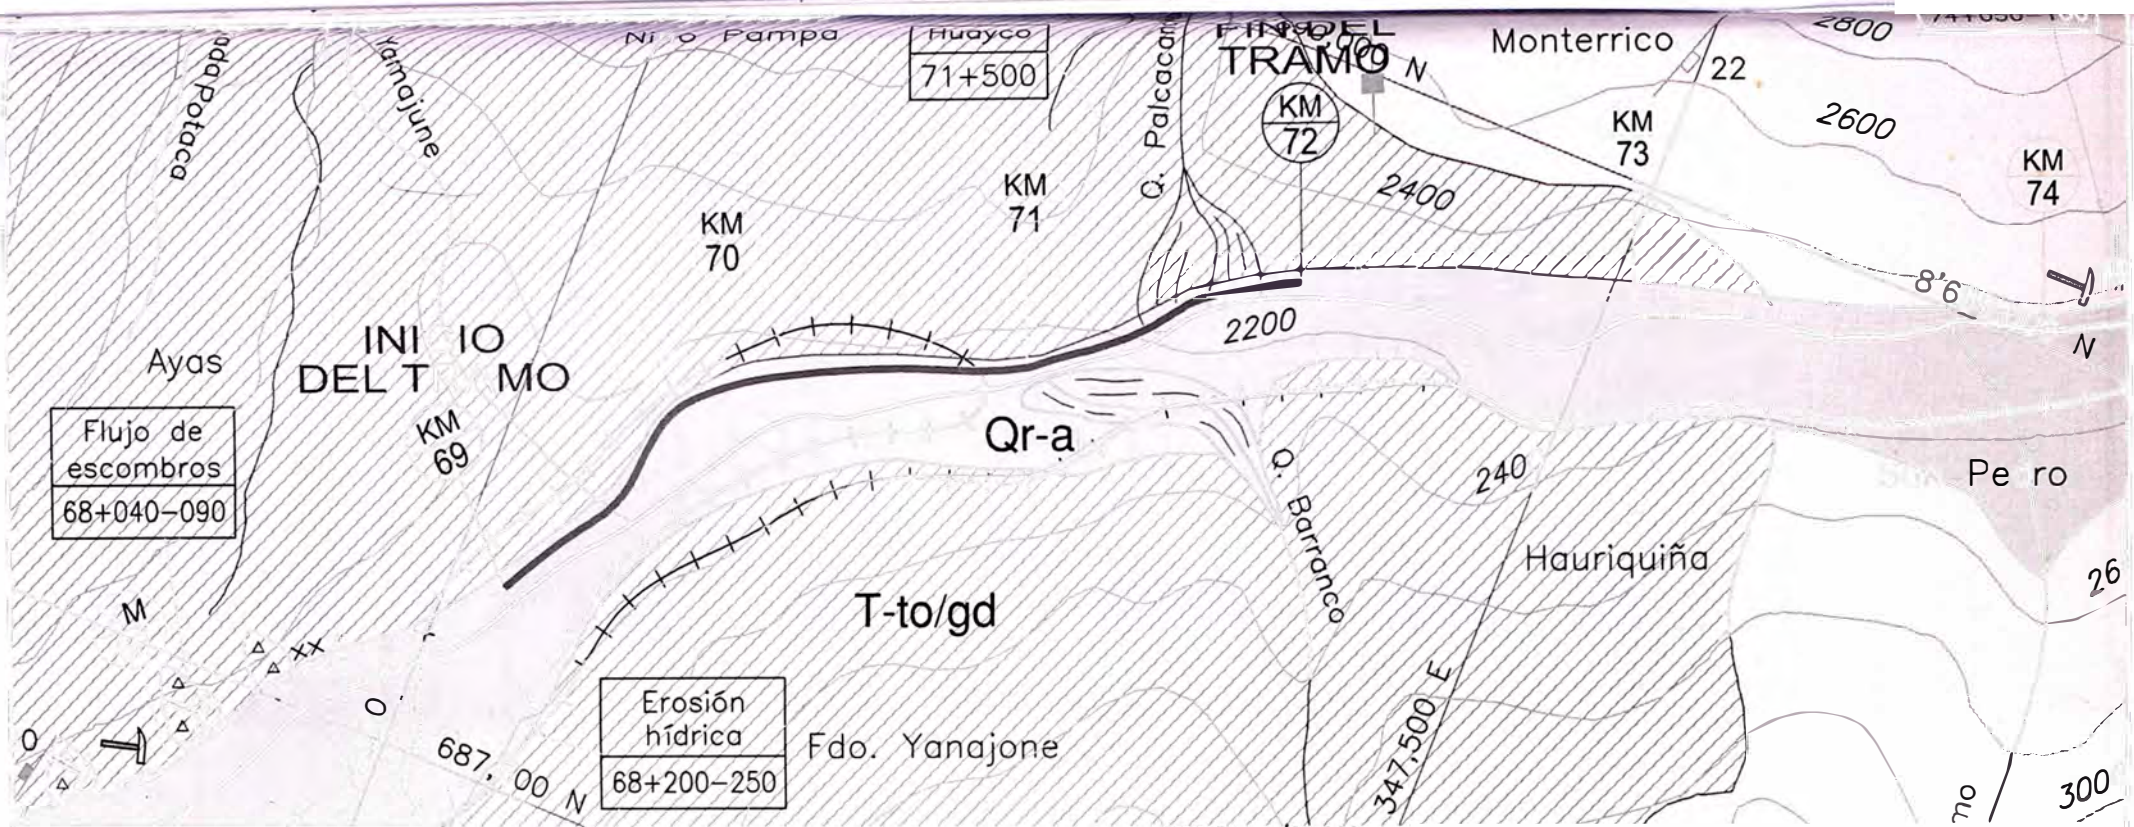 Huayco
71+500
FIN DEL
TRAMO
N
Monterrico
22
2800
2600
KM
72
KM
73
KM
74
2400
Yamajune
Q. Palcacan
KM
71
KM
70
INI IO
DEL T MO
Ayas
Flujo de
escombros
68+040-090
KM
69
2200
8'6
N
Qr-a
Q. Barranco
240
Pe ro
Hauriquiña
26
T-to/gd
M
O
Erosión
hídrica
68+200-250
Fdo. Yanajone
687, 00 N
347,500 E
300
mo
O